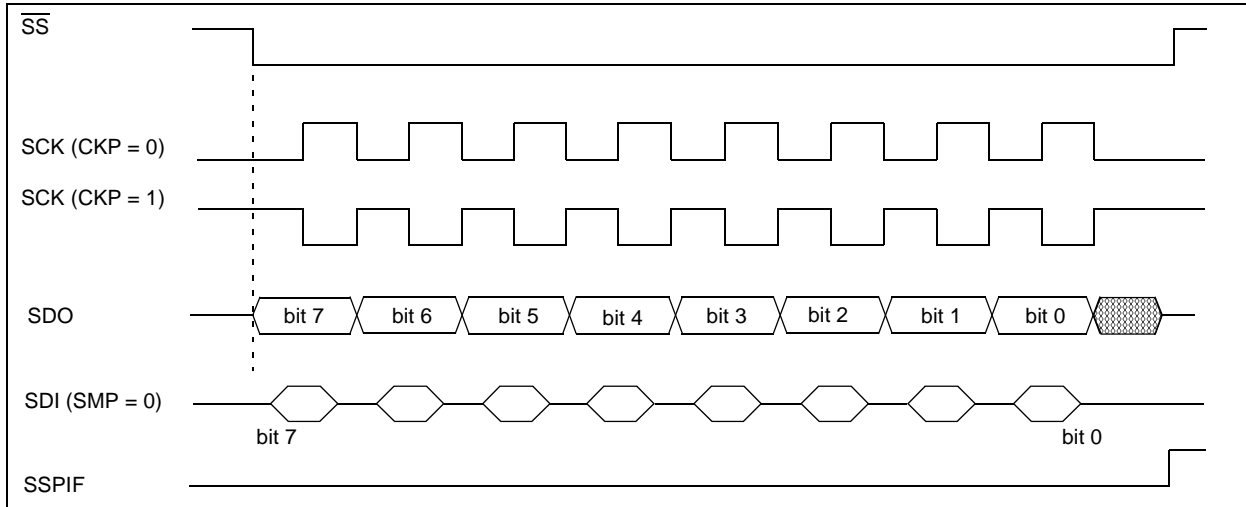 SS
SCK (CKP = 0)
SCK (CKP = 1)
SDO
bit 7 bit 6 bit 5 bit 4 bit 3 bit 2 bit 1 bit 0
SDI (SMP = 0)
bit 7 bit 0
SSPIF